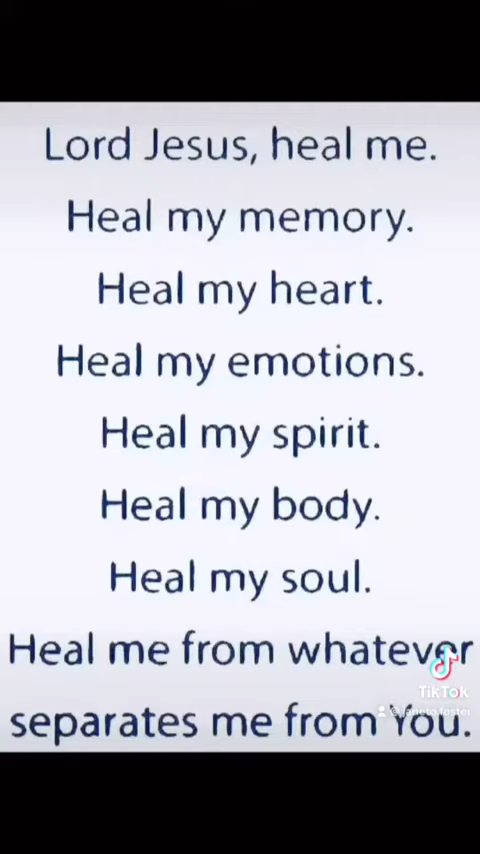 Lord Jesus, heal me.
Heal my memory.
Heal my heart.
Heal my emotions.
Heal my spirit.
Heal my body.
Heal my soul.
Heal me from whatever
separates me from You.
TikTok